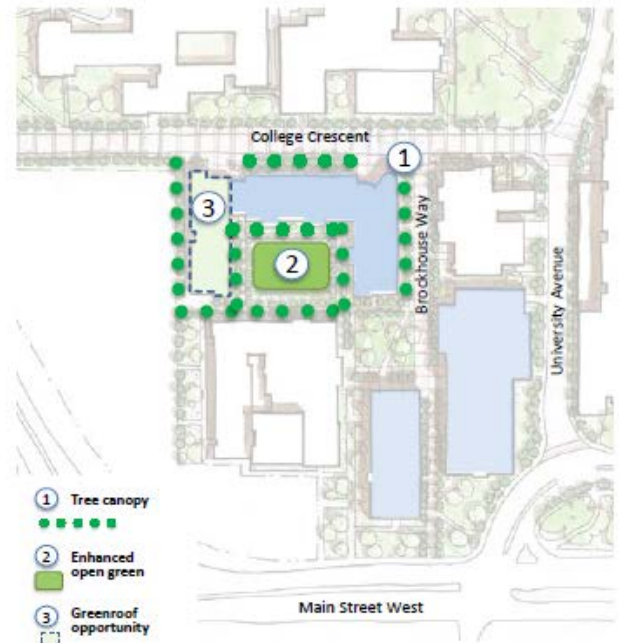 College Crescent
1
3
2
Brockhouse Way
University Avenue
1 Tree canopy
2 Enhanced
open green
3 Greenroof
opportunity
Main Street West